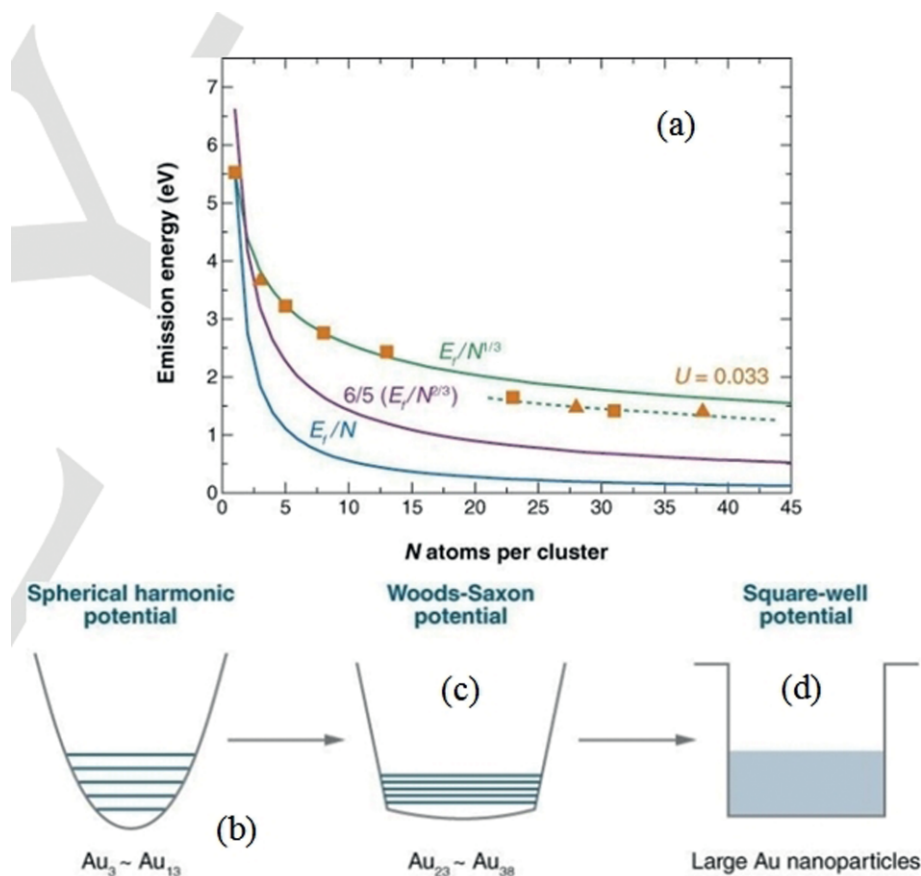 7
6
5
4
3
2
1
0
Emission energy (eV)
(a)
E_f/N^{1/3}
U = 0.033
6/5 (E_f/N^{2/3})
E_f/N
0 5 10 15 20 25 30 35 40 45
N atoms per cluster
Spherical harmonic
potential
Woods-Saxon
potential
Square-well
potential
(b)
(c)
(d)
Au₃ ~ Au₁₃
Au₂₃ ~ Au₃₈
Large Au nanoparticles